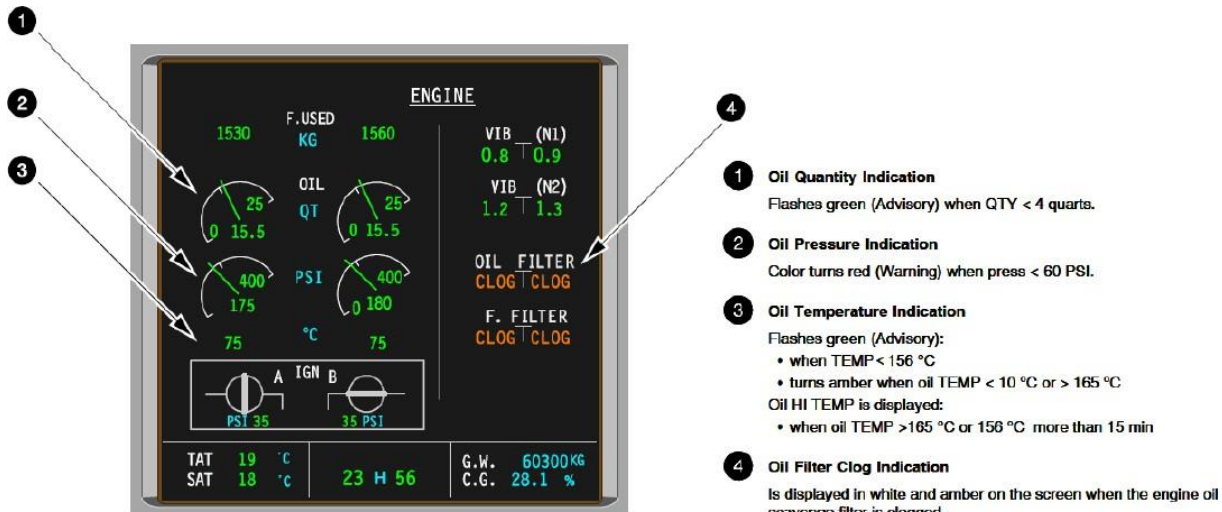 1
2
3
4
ENGINE
F.USED
1530 KG 1560
OIL
25 QT 25
0 15.5 0 15.5
400 PSI 400
175 0 180
75 °C 75
VIB (N1)
0.8 0.9
VIB (N2)
1.2 1.3
OIL FILTER
CLOG CLOG
F. FILTER
CLOG CLOG
A IGN B
PSI 35 35 PSI
TAT 19 °C
SAT 18 °C
23 H 56
G.W. 60300 KG
C.G. 28.1 %
1 Oil Quantity Indication
Flashes green (Advisory) when QTY < 4 quarts.
2 Oil Pressure Indication
Color turns red (Warning) when press < 60 PSI.
3 Oil Temperature Indication
Flashes green (Advisory):
• when TEMP< 156 °C
• turns amber when oil TEMP < 10 °C or > 165 °C
Oil HI TEMP is displayed:
• when oil TEMP >165 °C or 156 °C more than 15 min
4 Oil Filter Clog Indication
Is displayed in white and amber on the screen when the engine oil
scavenge filter is clogged